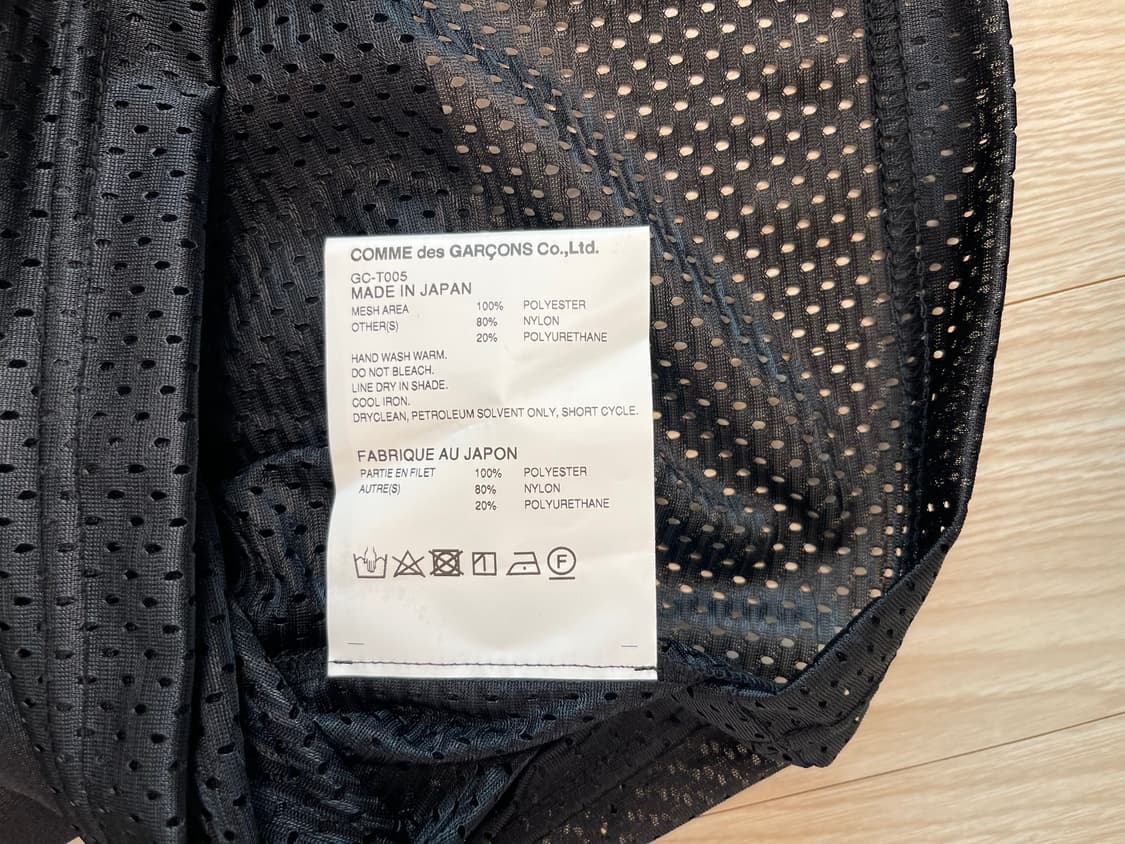 COMME des GARÇONS Co.,Ltd.
GC-T005
MADE IN JAPAN
MESH AREA 100% POLYESTER
OTHER(S) 80% NYLON
20% POLYURETHANE
HAND WASH WARM.
DO NOT BLEACH.
LINE DRY IN SHADE.
COOL IRON.
DRYCLEAN, PETROLEUM SOLVENT ONLY, SHORT CYCLE.
FABRIQUE AU JAPON
PARTIE EN FILET 100% POLYESTER
AUTRE(S) 80% NYLON
20% POLYURETHANE
F